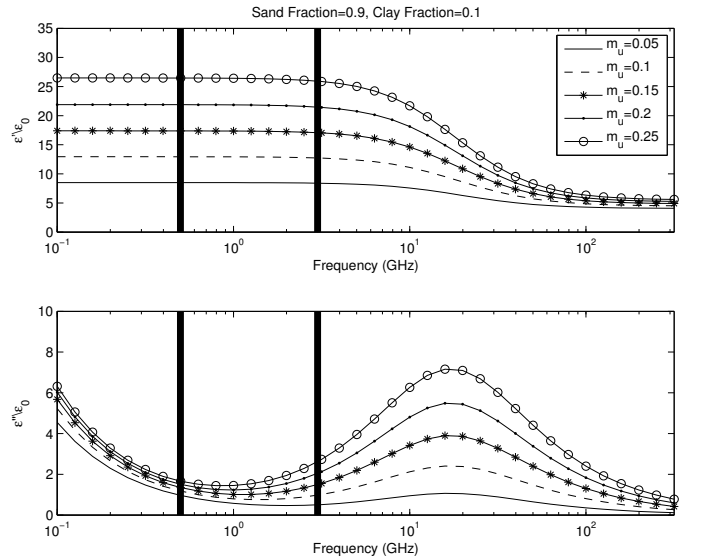 Sand Fraction=0.9, Clay Fraction=0.1
35
30
25
20
15
10
5
0
ε'\ε_0
m_u=0.05
m_u=0.1
m_u=0.15
m_u=0.2
m_u=0.25
10^-1
10^0
10^1
10^2
Frequency (GHz)
10
8
6
4
2
0
ε''\ε_0
10^-1
10^0
10^1
10^2
Frequency (GHz)